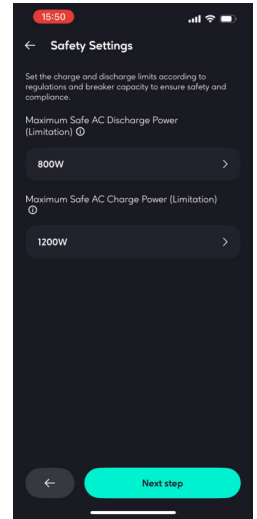 15:50
Safety Settings
Set the charge and discharge limits according to
regulations and breaker capacity to ensure safety and
compliance.
Maximum Safe AC Discharge Power
(Limitation)
800W
Maximum Safe AC Charge Power (Limitation)
1200W
Next step